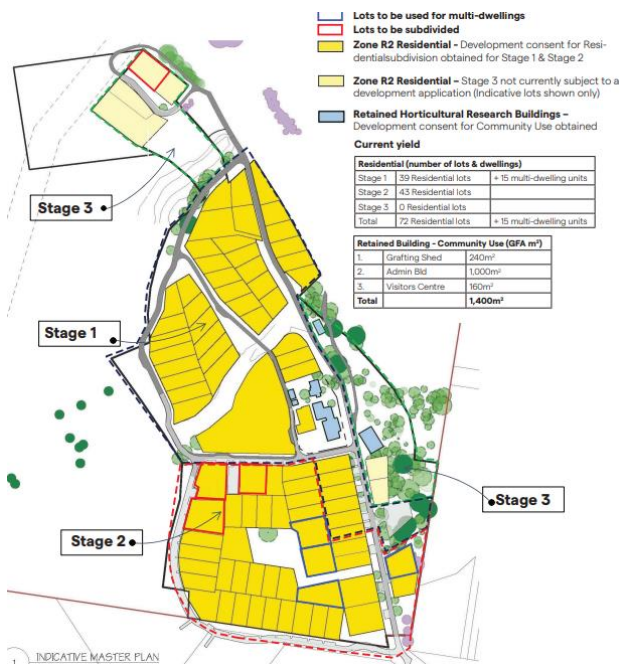 Lots to be used for multi-dwellings
Lots to be subdivided
Zone R2 Residential - Development consent for Resi-
dentialsubdivision obtained for Stage 1 & Stage 2
Zone R2 Residential – Stage 3 not currently subject to a
development application (Indicative lots shown only)
Retained Horticultural Research Buildings –
Development consent for Community Use obtained
Current yield
Residential (number of lots & dwellings)
Stage 1 39 Residential lots + 15 multi-dwelling units
Stage 2 43 Residential lots
Stage 3 0 Residential lots
Total 72 Residential lots + 15 multi-dwelling units
Retained Building - Community Use (GFA m²)
1. Grafting Shed 240m²
2. Admin Bld 1,000m²
3. Visitors Centre 160m²
Total 1,400m²
Stage 3
Stage 1
Stage 3
Stage 2
1 INDICATIVE MASTER PLAN